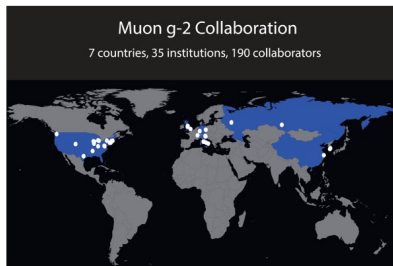 Muon g-2 Collaboration
7 countries, 35 institutions, 190 collaborators